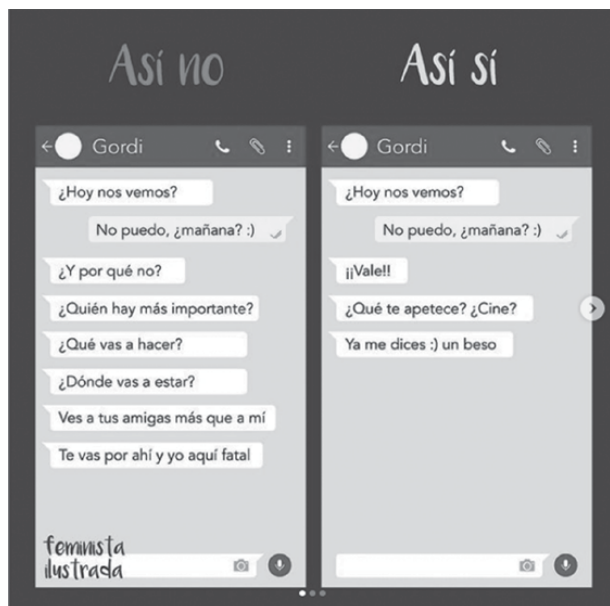 Así no
Gordi
¿Hoy nos vemos?
No puedo, ¿mañana? :)
¿Y por qué no?
¿Quién hay más importante?
¿Qué vas a hacer?
¿Dónde vas a estar?
Ves a tus amigas más que a mí
Te vas por ahí y yo aquí fatal
feminista
ilustrada
Así sí
Gordi
¿Hoy nos vemos?
No puedo, ¿mañana? :)
¡¡Vale!!
¿Qué te apetece? ¿Cine?
Ya me dices :) un beso